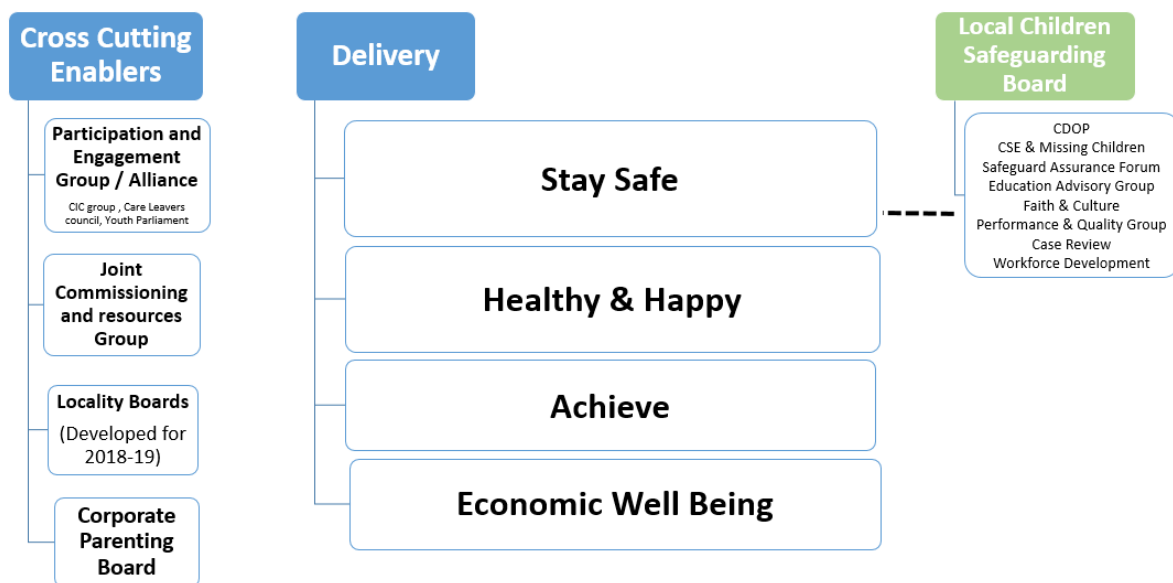 Cross Cutting
Enablers
Participation and
Engagement
Group / Alliance
CIC group , Care Leavers
council, Youth Parliament
Joint
Commissioning
and resources
Group
Locality Boards
(Developed for
2018-19)
Corporate
Parenting
Board
Delivery
Stay Safe
Healthy & Happy
Achieve
Economic Well Being
Local Children
Safeguarding
Board
CDOP
CSE & Missing Children
Safeguard Assurance Forum
Education Advisory Group
Faith & Culture
Performance & Quality Group
Case Review
Workforce Development